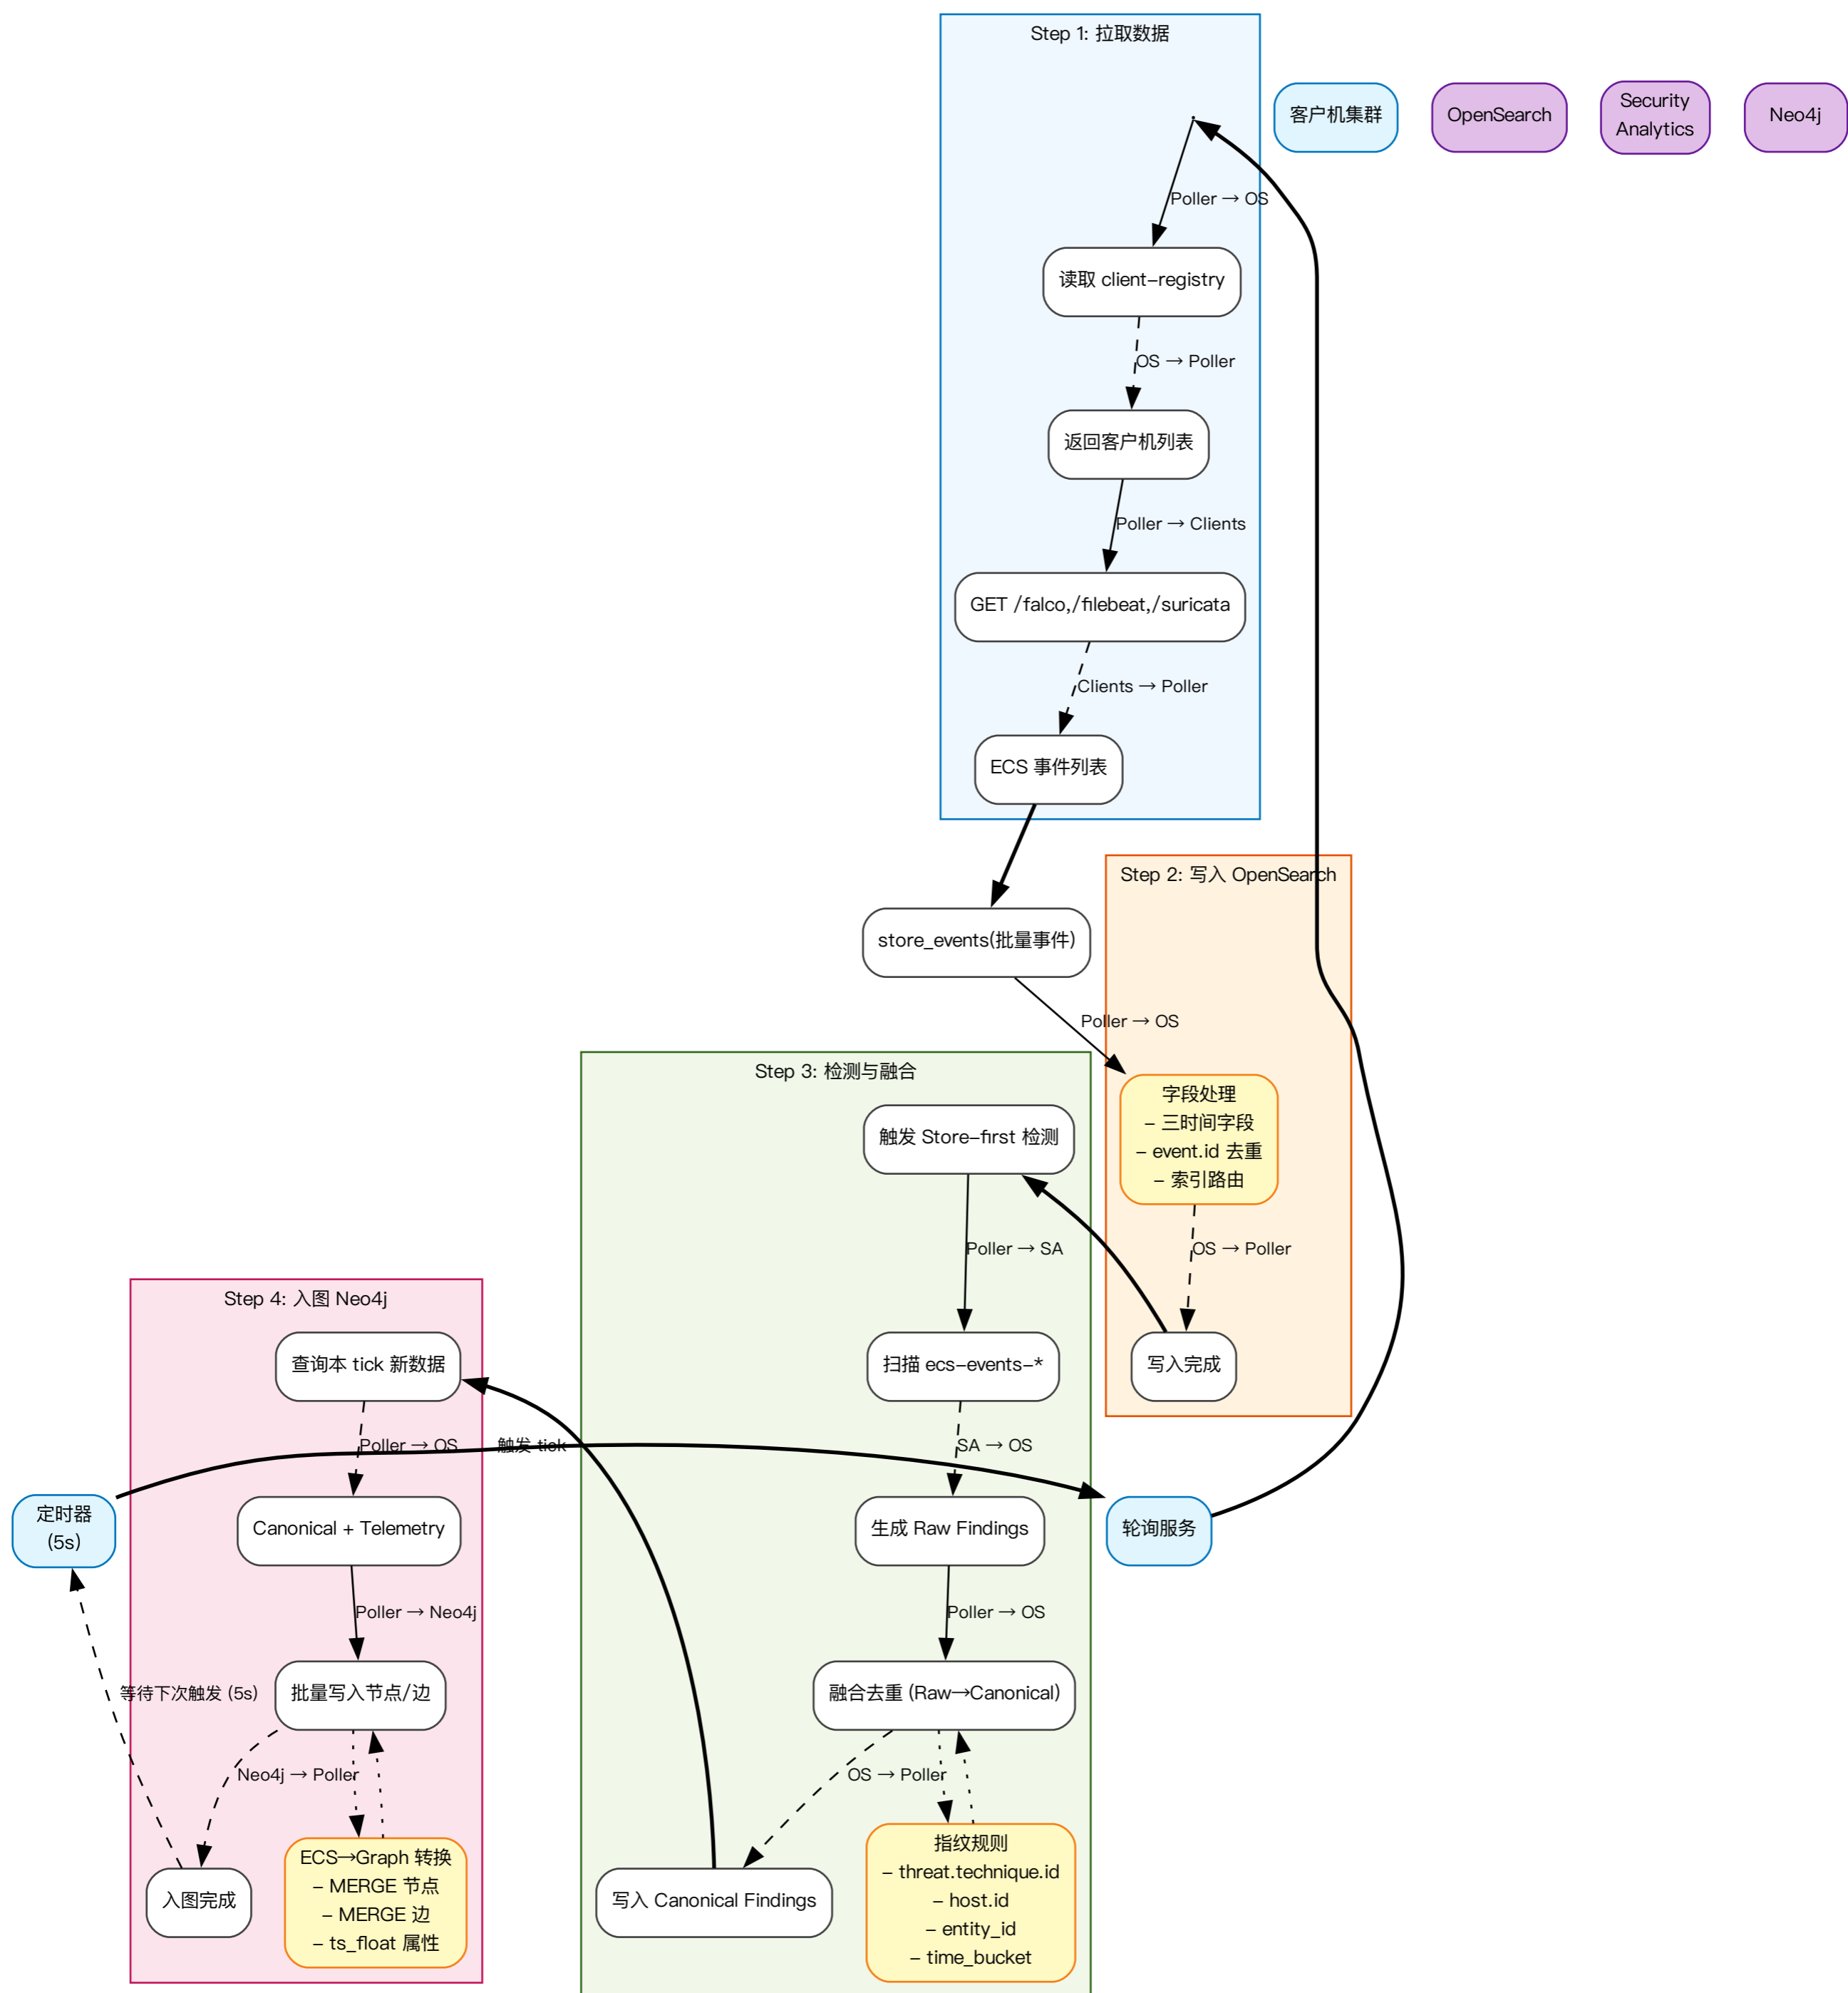 Step 1: 拉取数据
客户机集群
OpenSearch
Security
Analytics
Neo4j
Poller → OS
读取 client-registry
OS → Poller
返回客户机列表
Poller → Clients
GET /falco,/filebeat,/suricata
Clients → Poller
ECS 事件列表
Step 2: 写入 OpenSearch
store_events(批量事件)
Poller → OS
字段处理
- 三时间字段
- event.id 去重
- 索引路由
OS → Poller
写入完成
Step 3: 检测与融合
触发 Store-first 检测
Poller → SA
扫描 ecs-events-*
SA → OS
生成 Raw Findings
Poller → OS
融合去重 (Raw→Canonical)
OS → Poller
写入 Canonical Findings
指纹规则
- threat.technique.id
- host.id
- entity_id
- time_bucket
Step 4: 入图 Neo4j
查询本 tick 新数据
Poller → OS
触发 tick
定时器
(5s)
轮询服务
Canonical + Telemetry
Poller → Neo4j
批量写入节点/边
等待下次触发 (5s)
Neo4j → Poller
入图完成
ECS→Graph 转换
- MERGE 节点
- MERGE 边
- ts_float 属性